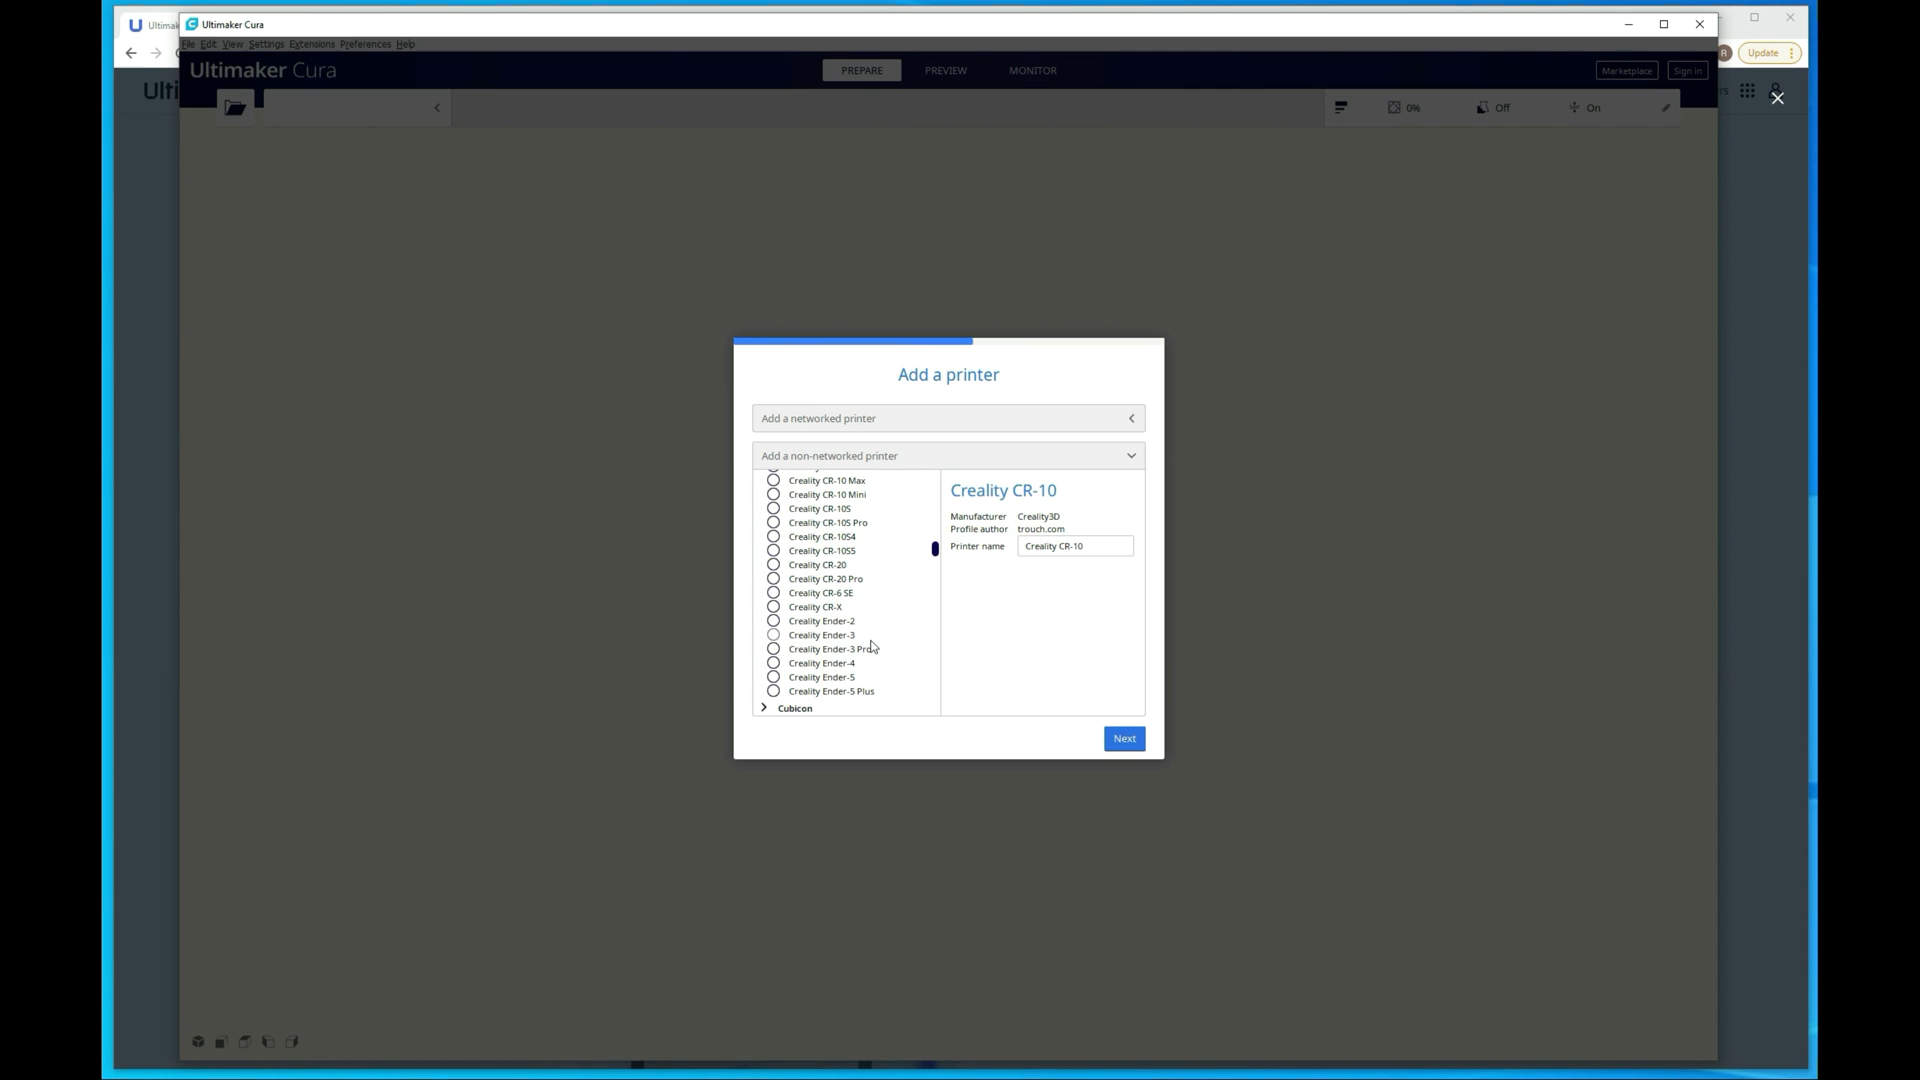 Ultimak
Ultimaker Cura
File Edit View Settings Extensions Preferences Help
R Update
Ultimaker Cura
PREPARE PREVIEW MONITOR
Marketplace Sign in
Ulti
rs
0% Off On
Add a printer
Add a networked printer
Add a non-networked printer
Creality CR-10 Max
Creality CR-10 Mini
Creality CR-10S
Creality CR-10S Pro
Creality CR-10S4
Creality CR-10S5
Creality CR-20
Creality CR-20 Pro
Creality CR-6 SE
Creality CR-X
Creality Ender-2
Creality Ender-3
Creality Ender-3 Pro
Creality Ender-4
Creality Ender-5
Creality Ender-5 Plus
Cubicon
Creality CR-10
Manufacturer Creality3D
Profile author trouch.com
Printer name Creality CR-10
Next